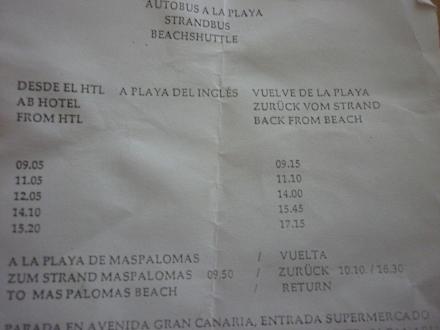 AUTOBUS A LA PLAYA
STRANDBUS
BEACHSHUTTLE
DESDE EL HTL A PLAYA DEL INGLÉS VUELVE DE LA PLAYA
AB HOTEL ZURÜCK VOM STRAND
FROM HTL BACK FROM BEACH
09.05 09.15
11.05 11.10
12.05 14.00
14.10 15.45
15.20 17.15
A LA PLAYA DE MASPALOMAS / VUELTA
ZUM STRAND MASPALOMAS 09.50 / ZURÜCK 10.10. / 16.30
TO MAS PALOMAS BEACH / RETURN
PARADA EN AVENIDA GRAN CANARIA, ENTRADA SUPERMERCADO